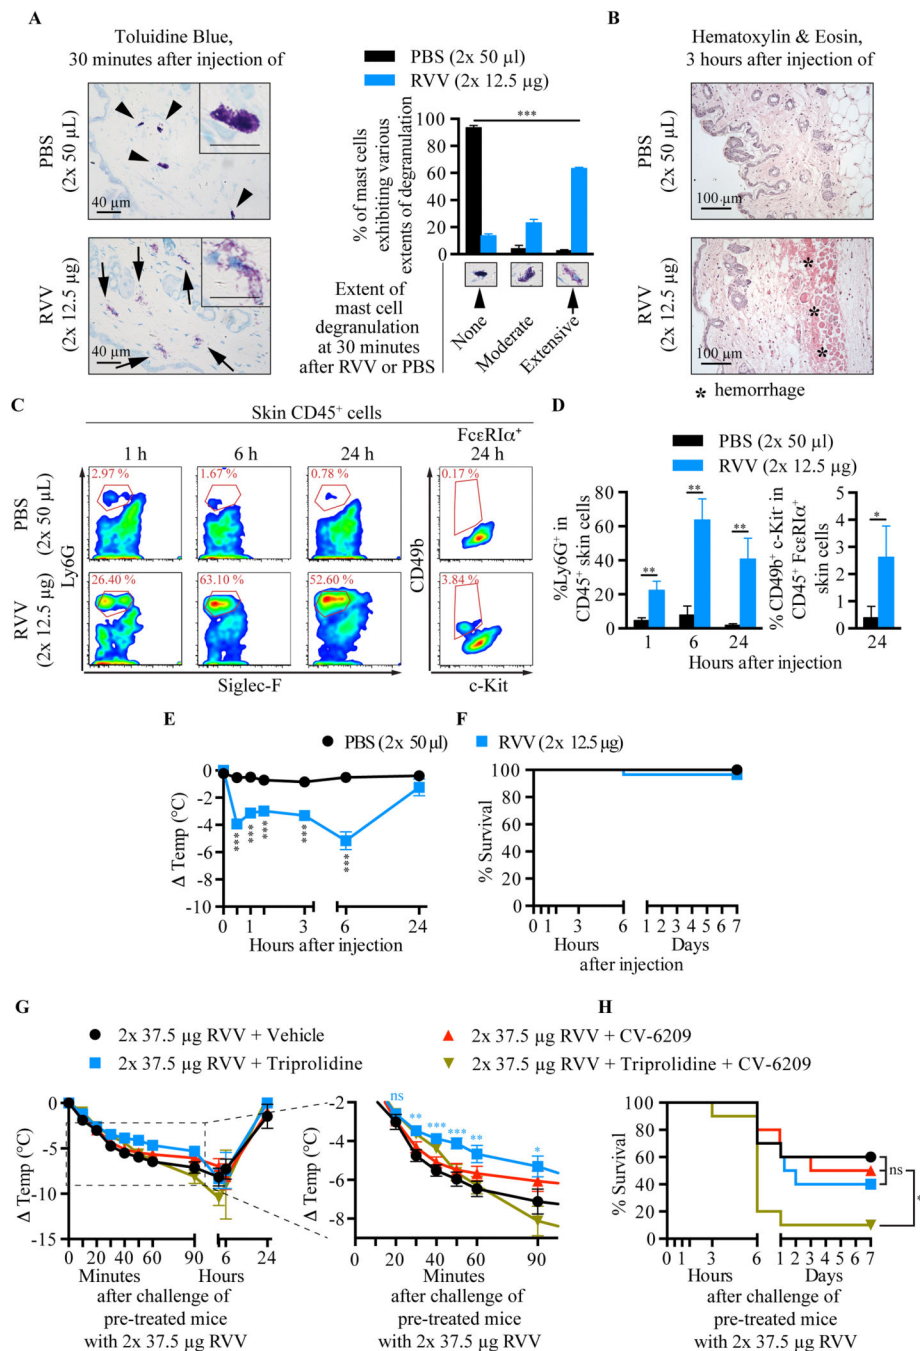 A
Toluidine Blue,
30 minutes after injection of
PBS
(2x 50 µL)
40 µm
RVV
(2x 12.5 µg)
40 µm
PBS (2x 50 µl)
RVV (2x 12.5 µg)
% of mast cells
exhibiting various
extents of degranulation
100
80
60
40
20
0
***
Extent of
mast cell
degranulation
at 30 minutes
after RVV or PBS
None
Moderate
Extensive
B
Hematoxylin & Eosin,
3 hours after injection of
PBS
(2x 50 µL)
100 µm
RVV
(2x 12.5 µg)
100 µm
* hemorrhage
C
Skin CD45⁺ cells
FcεRIα⁺
1 h 6 h 24 h 24 h
PBS
(2x 50 µL)
2.97 % 1.67 % 0.78 % 0.17 %
RVV
(2x 12.5 µg)
26.40 % 63.10 % 52.60 % 3.84 %
Ly6G
CD49b
Siglec-F c-Kit
D
PBS (2x 50 µl)
RVV (2x 12.5 µg)
%Ly6G⁺ in
CD45⁺ skin cells
80
60
40
20
0
** ** **
1 6 24
% CD49b⁺ c-Kit⁻ in
CD45⁺ FcεRIα⁺
skin cells
5
4
3
2
1
0
*
24
Hours after injection
E F
PBS (2x 50 µl) RVV (2x 12.5 µg)
Δ Temp (°C)
0
-2
-4
-6
-8
-10
*** *** *** *** ***
0 1 3 6 24
Hours after injection
% Survival
100
80
60
40
20
0
0 1 3 6 1 2 3 4 5 6 7
Hours Days
after injection
G H
2x 37.5 µg RVV + Vehicle 2x 37.5 µg RVV + CV-6209
2x 37.5 µg RVV + Triprolidine 2x 37.5 µg RVV + Triprolidine + CV-6209
Δ Temp (°C)
0
-5
-10
-15
0 20 40 60 90 6 24
Minutes Hours
after challenge of
pre-treated mice
with 2x 37.5 µg RVV
Δ Temp (°C)
-2
-4
-6
-8
ns ** *** *** ** *
0 20 30 40 50 60 90
Minutes
after challenge of
pre-treated mice
with 2x 37.5 µg RVV
% Survival
100
80
60
40
20
0
ns
*
0 1 3 6 1 2 3 4 5 6 7
Hours Days
after challenge of
pre-treated mice
with 2x 37.5 µg RVV